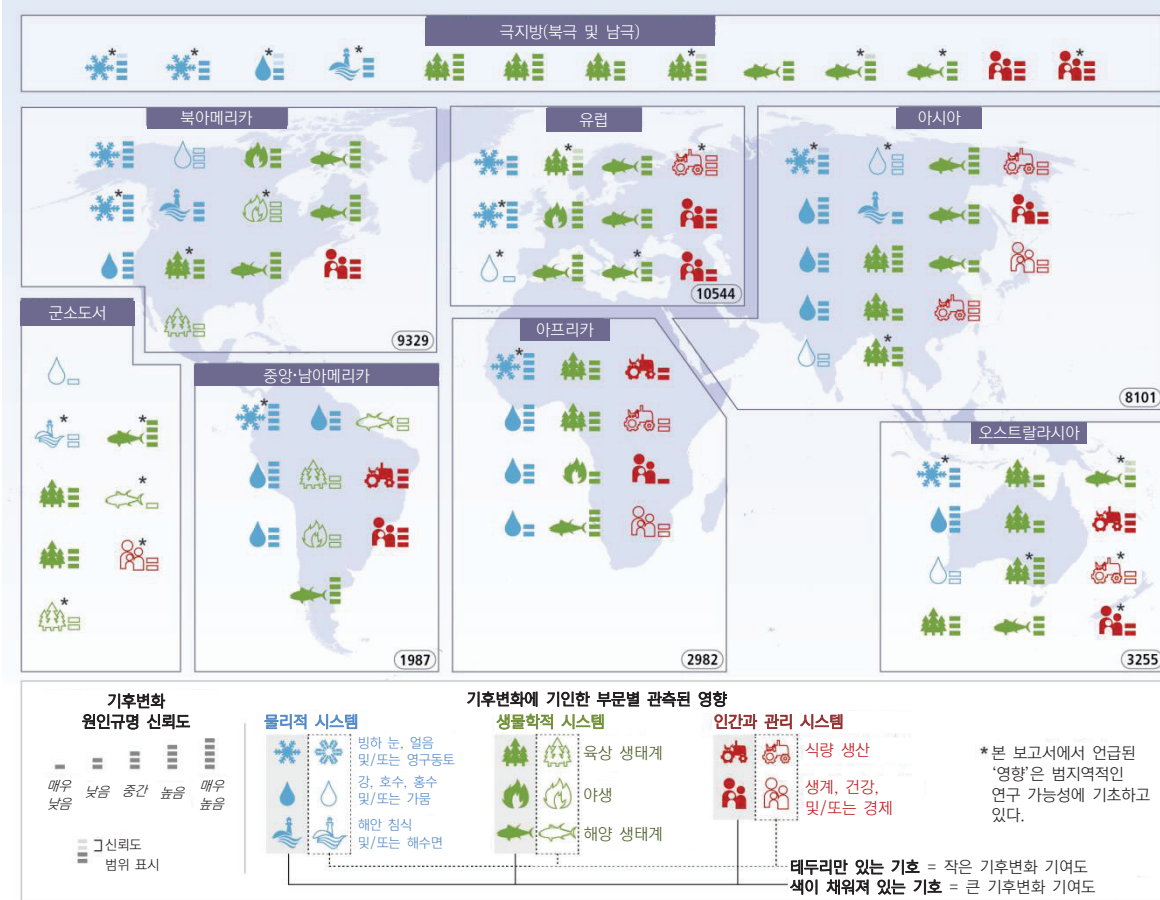 극지방(북극 및 남극)
*
*
*
*
*
*
*
*
북아메리카
*
*
*
9329
유럽
*
*
*
*
*
*
10544
아시아
*
*
*
8101
군소도서
*
*
*
*
*
중앙·남아메리카
*
1987
아프리카
*
2982
오스트랄라시아
*
*
*
*
*
3255
기후변화
원인규명 신뢰도
매우 낮음
낮음
중간
높음
매우 높음
신뢰도
범위 표시
기후변화에 기인한 부문별 관측된 영향
물리적 시스템
빙하 눈, 얼음
및/또는 영구동토
강, 호수, 홍수
및/또는 가뭄
해안 침식
및/또는 해수면
생물학적 시스템
육상 생태계
야생
해양 생태계
인간과 관리 시스템
식량 생산
생계, 건강,
및/또는 경제
*본 보고서에서 언급된
‘영향’은 범지역적인
연구 가능성에 기초하고
있다.
테두리만 있는 기호 = 작은 기후변화 기여도
색이 채워져 있는 기호 = 큰 기후변화 기여도